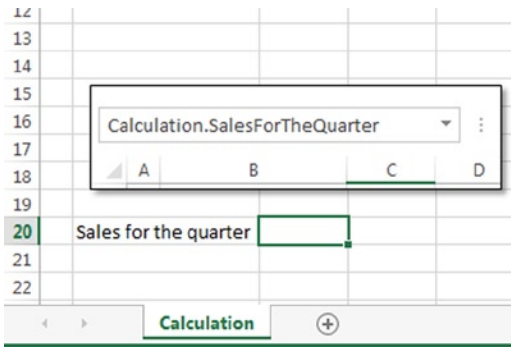 12
13
14
15
16
Calculation.SalesForTheQuarter
17
18
A B C D
19
20 Sales for the quarter
21
22
Calculation